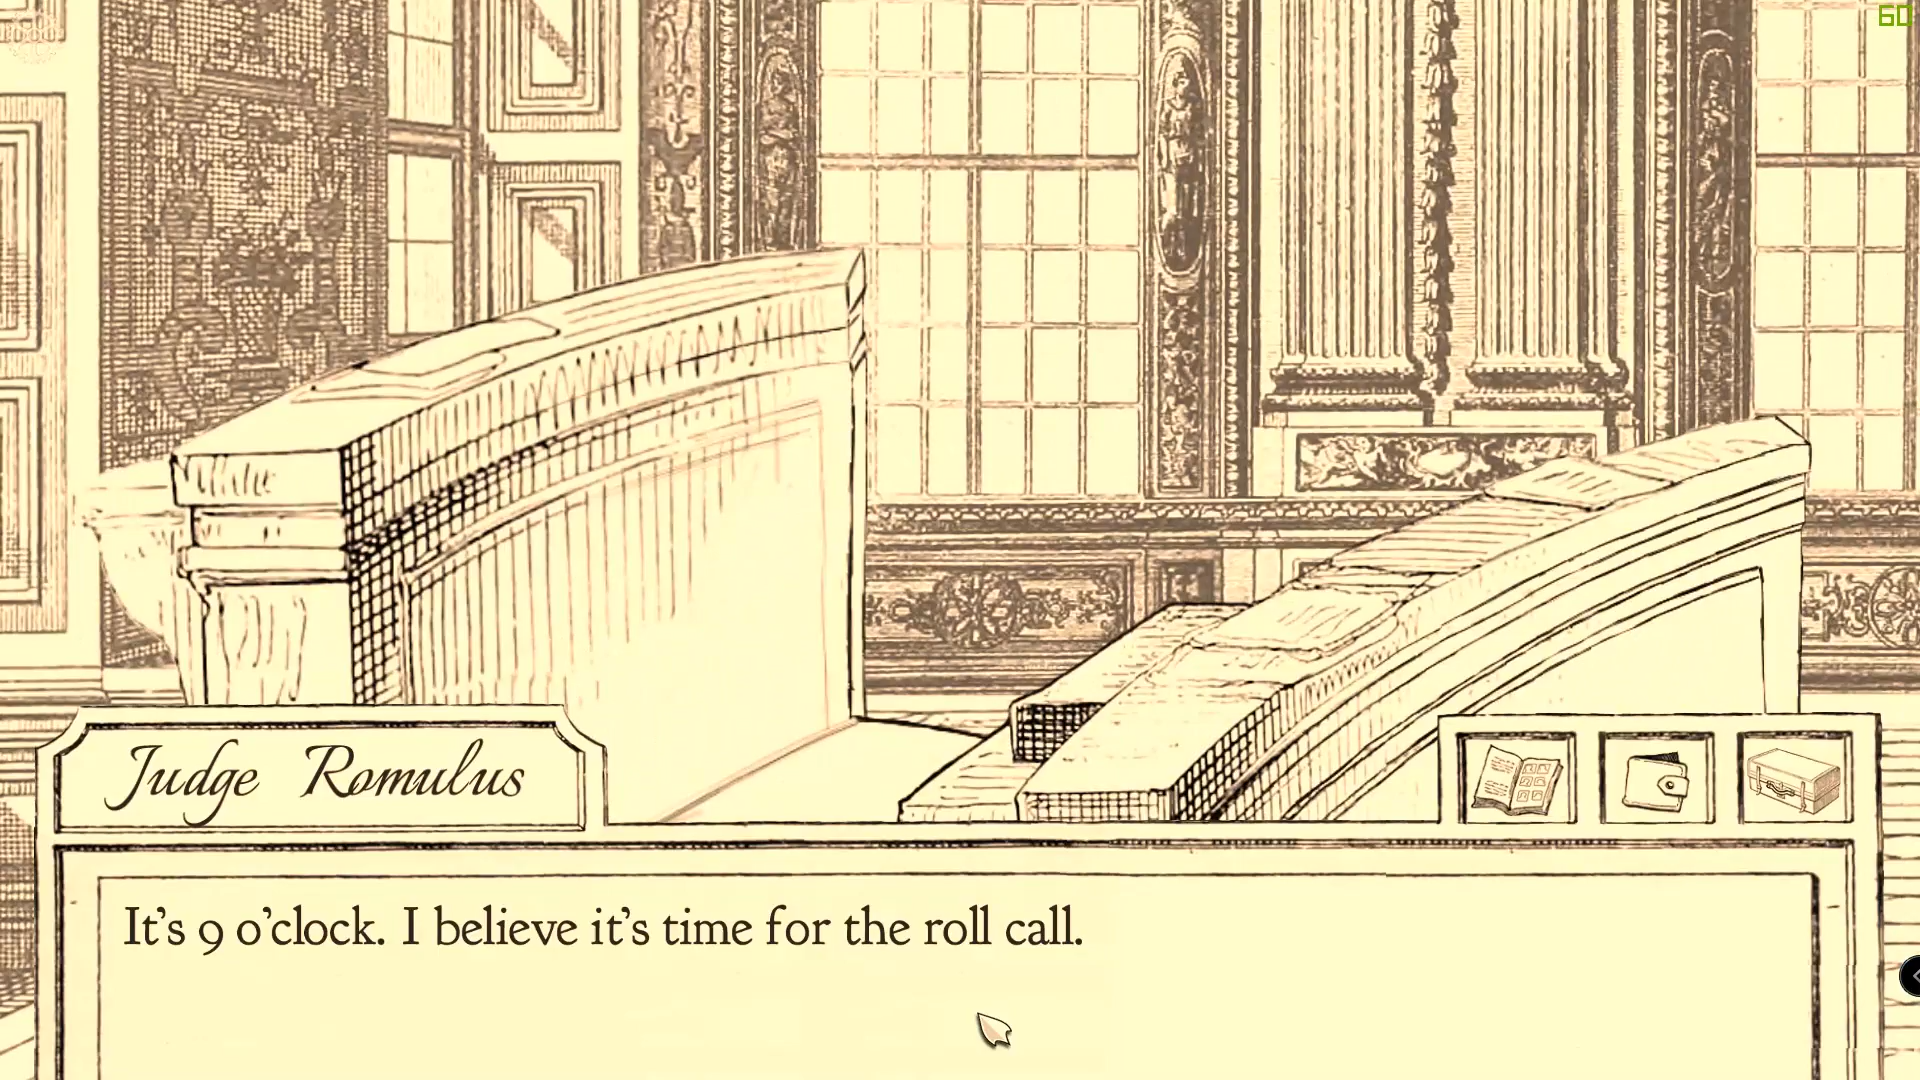 60
Judge Romulus
It's 9 o'clock. I believe it's time for the roll call.